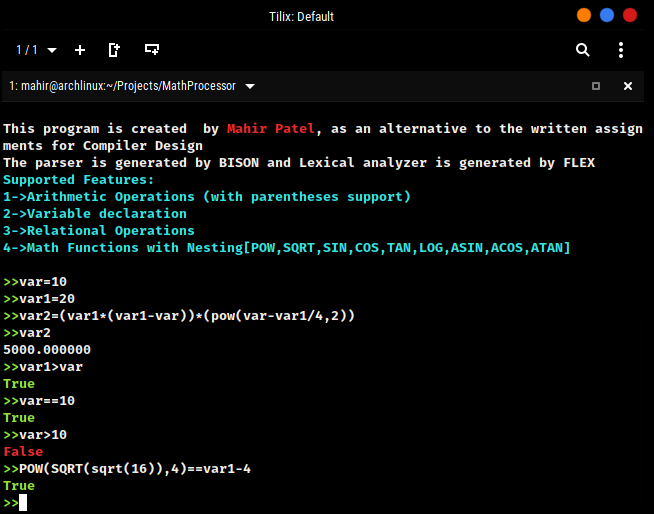 Tilix: Default
1 / 1
1: mahir@archlinux:~/Projects/MathProcessor
This program is created  by Mahir Patel, as an alternative to the written assign
ments for Compiler Design
The parser is generated by BISON and Lexical analyzer is generated by FLEX
Supported Features:
1->Arithmetic Operations (with parentheses support)
2->Variable declaration
3->Relational Operations
4->Math Functions with Nesting[POW,SQRT,SIN,COS,TAN,LOG,ASIN,ACOS,ATAN]
>>var=10
>>var1=20
>>var2=(var1*(var1-var))*(pow(var-var1/4,2))
>>var2
5000.000000
>>var1>var
True
>>var==10
True
>>var>10
False
>>POW(SQRT(sqrt(16)),4)==var1-4
True
>>